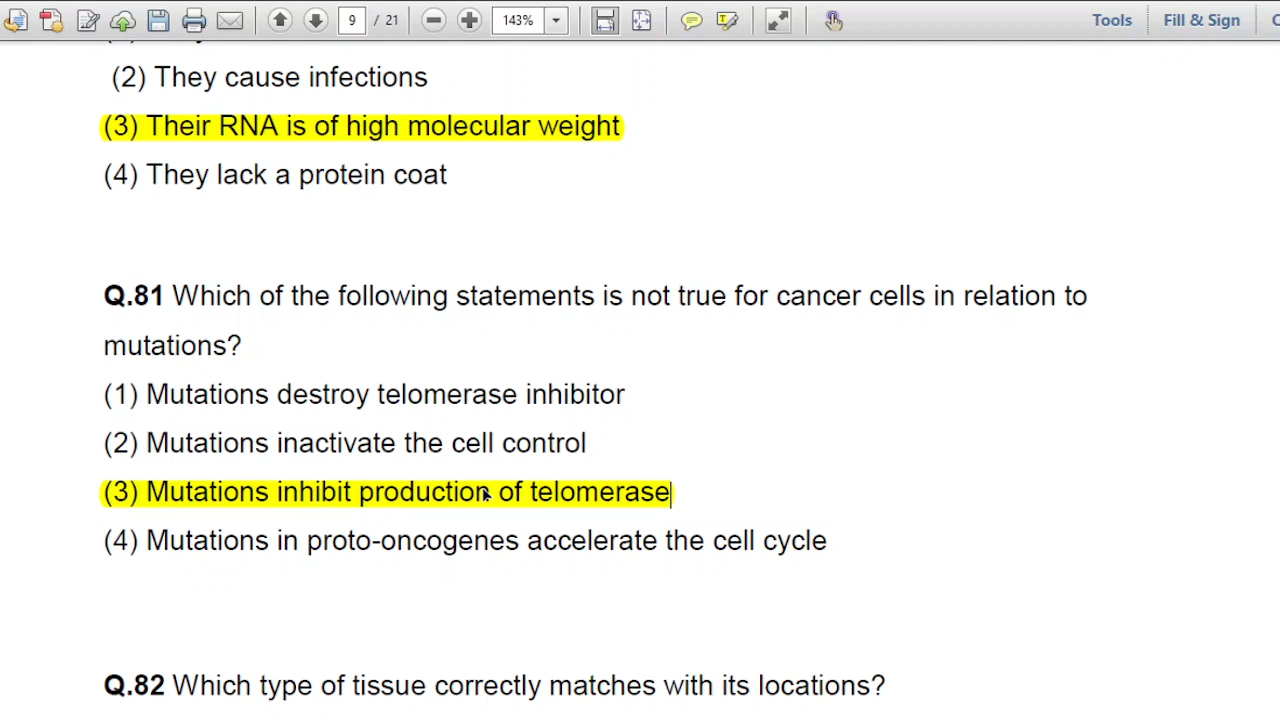 9 / 21 143% Tools Fill & Sign
(2) They cause infections
(3) Their RNA is of high molecular weight
(4) They lack a protein coat
Q.81 Which of the following statements is not true for cancer cells in relation to
mutations?
(1) Mutations destroy telomerase inhibitor
(2) Mutations inactivate the cell control
(3) Mutations inhibit production of telomerase
(4) Mutations in proto-oncogenes accelerate the cell cycle
Q.82 Which type of tissue correctly matches with its locations?